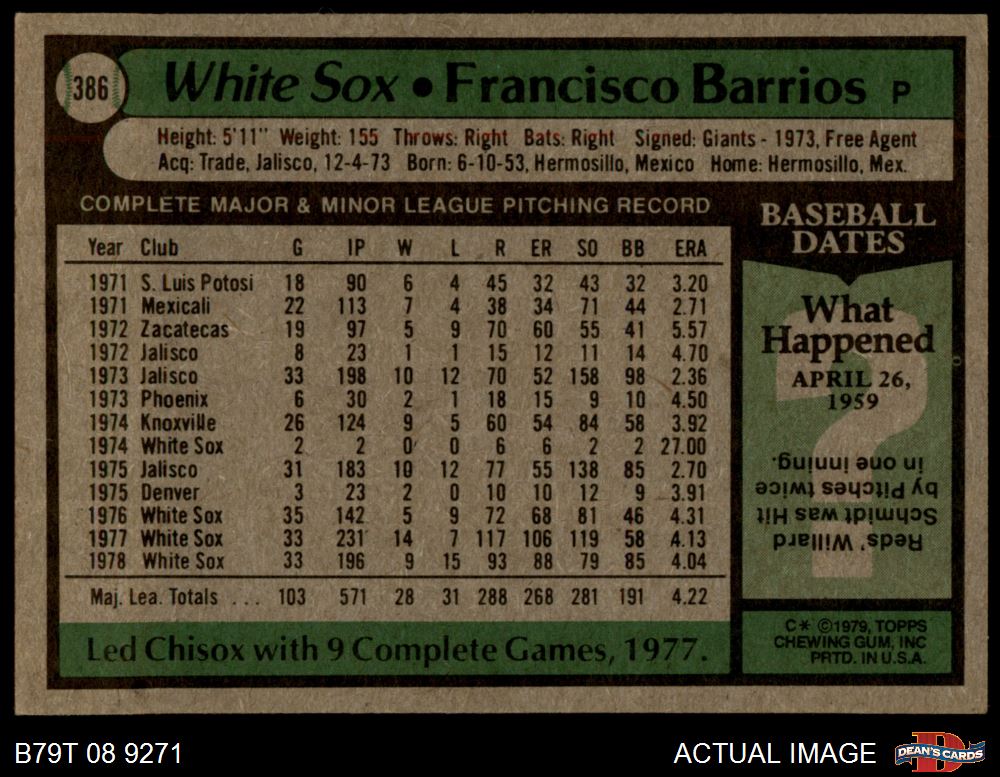 386
White Sox • Francisco Barrios P
Height: 5'11" Weight: 155 Throws: Right Bats: Right Signed: Giants - 1973, Free Agent
Acq: Trade, Jalisco, 12-4-73 Born: 6-10-53, Hermosillo, Mexico Home: Hermosillo, Mex.
COMPLETE MAJOR & MINOR LEAGUE PITCHING RECORD
Year Club G IP W L R ER SO BB ERA
1971 S. Luis Potosi 18 90 6 4 45 32 43 32 3.20
1971 Mexicali 22 113 7 4 38 34 71 44 2.71
1972 Zacatecas 19 97 5 9 70 60 55 41 5.57
1972 Jalisco 8 23 1 1 15 12 11 14 4.70
1973 Jalisco 33 198 10 12 70 52 158 98 2.36
1973 Phoenix 6 30 2 1 18 15 9 10 4.50
1974 Knoxville 26 124 9 5 60 54 84 58 3.92
1974 White Sox 2 2 0 0 6 6 2 2 27.00
1975 Jalisco 31 183 10 12 77 55 138 85 2.70
1975 Denver 3 23 2 0 10 10 12 9 3.91
1976 White Sox 35 142 5 9 72 68 81 46 4.31
1977 White Sox 33 231 14 7 117 106 119 58 4.13
1978 White Sox 33 196 9 15 93 88 79 85 4.04
Maj. Lea. Totals ... 103 571 28 31 288 268 281 191 4.22
Led Chisox with 9 Complete Games, 1977.
BASEBALL
DATES
What
Happened
APRIL 26,
1959
?
Reds' Willard
Schmidt was Hit
by Pitches twice
in one inning.
C* ©1979, TOPPS
CHEWING GUM, INC
PRTD. IN U.S.A.
B79T 08 9271
ACTUAL IMAGE
D
DEAN'S CARDS